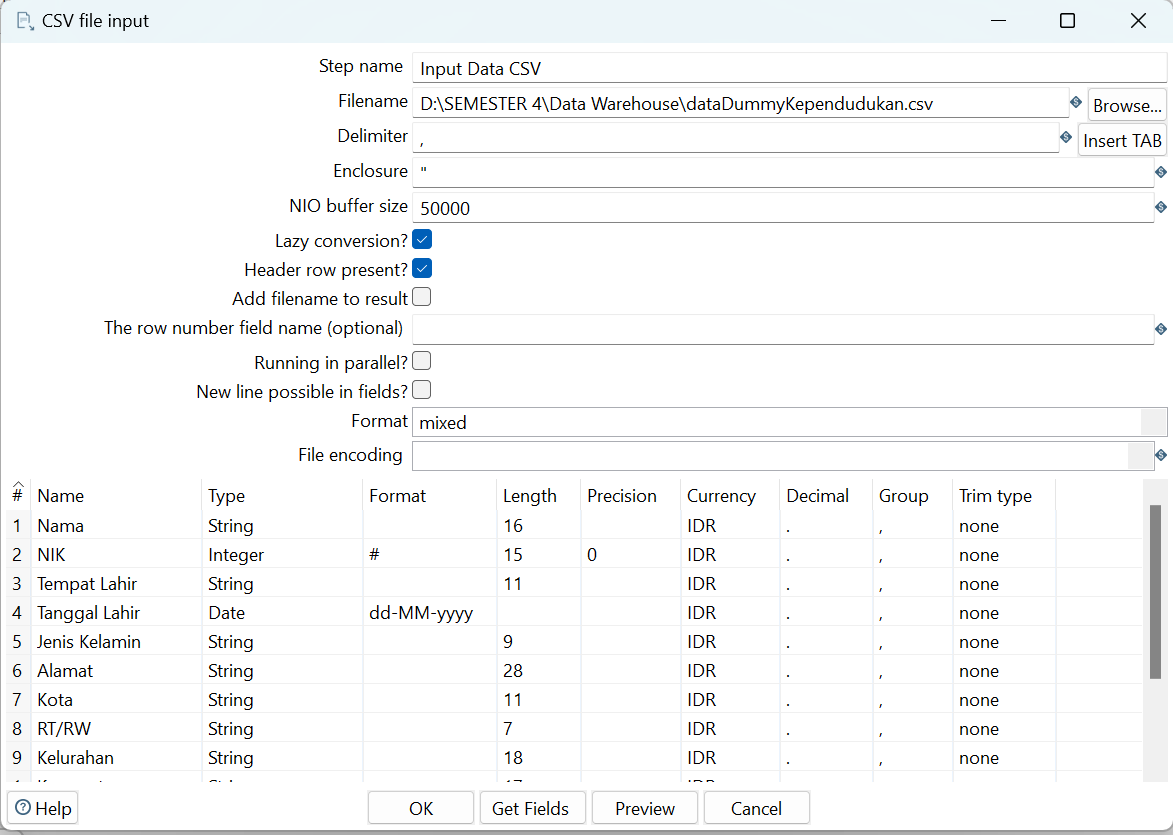 CSV file input
Step name Input Data CSV
Filename D:\SEMESTER 4\Data Warehouse\dataDummyKependudukan.csv Browse...
Delimiter , Insert TAB
Enclosure "
NIO buffer size 50000
Lazy conversion?
Header row present?
Add filename to result
The row number field name (optional)
Running in parallel?
New line possible in fields?
Format mixed
File encoding
# Name Type Format Length Precision Currency Decimal Group Trim type
1 Nama String 16 IDR . , none
2 NIK Integer # 15 0 IDR . , none
3 Tempat Lahir String 11 IDR . , none
4 Tanggal Lahir Date dd-MM-yyyy IDR . , none
5 Jenis Kelamin String 9 IDR . , none
6 Alamat String 28 IDR . , none
7 Kota String 11 IDR . , none
8 RT/RW String 7 IDR . , none
9 Kelurahan String 18 IDR . , none
Help OK Get Fields Preview Cancel